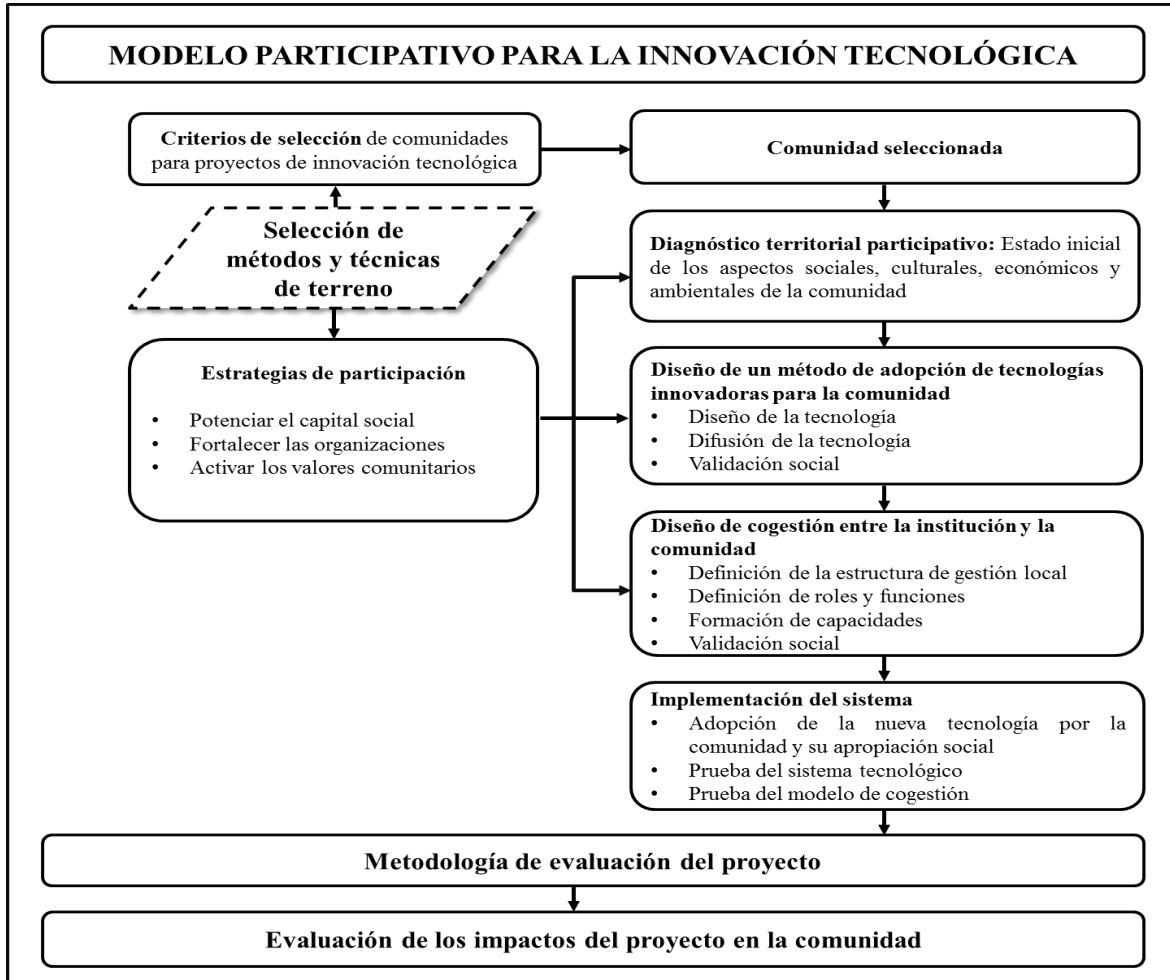 MODELO PARTICIPATIVO PARA LA INNOVACIÓN TECNOLÓGICA
Criterios de selección de comunidades
para proyectos de innovación tecnológica
Comunidad seleccionada
Selección de
métodos y técnicas
de terreno
Diagnóstico territorial participativo: Estado inicial
de los aspectos sociales, culturales, económicos y
ambientales de la comunidad
Estrategias de participación
• Potenciar el capital social
• Fortalecer las organizaciones
• Activar los valores comunitarios
Diseño de un método de adopción de tecnologías
innovadoras para la comunidad
• Diseño de la tecnología
• Difusión de la tecnología
• Validación social
Diseño de cogestión entre la institución y la
comunidad
• Definición de la estructura de gestión local
• Definición de roles y funciones
• Formación de capacidades
• Validación social
Implementación del sistema
• Adopción de la nueva tecnología por la
comunidad y su apropiación social
• Prueba del sistema tecnológico
• Prueba del modelo de cogestión
Metodología de evaluación del proyecto
Evaluación de los impactos del proyecto en la comunidad